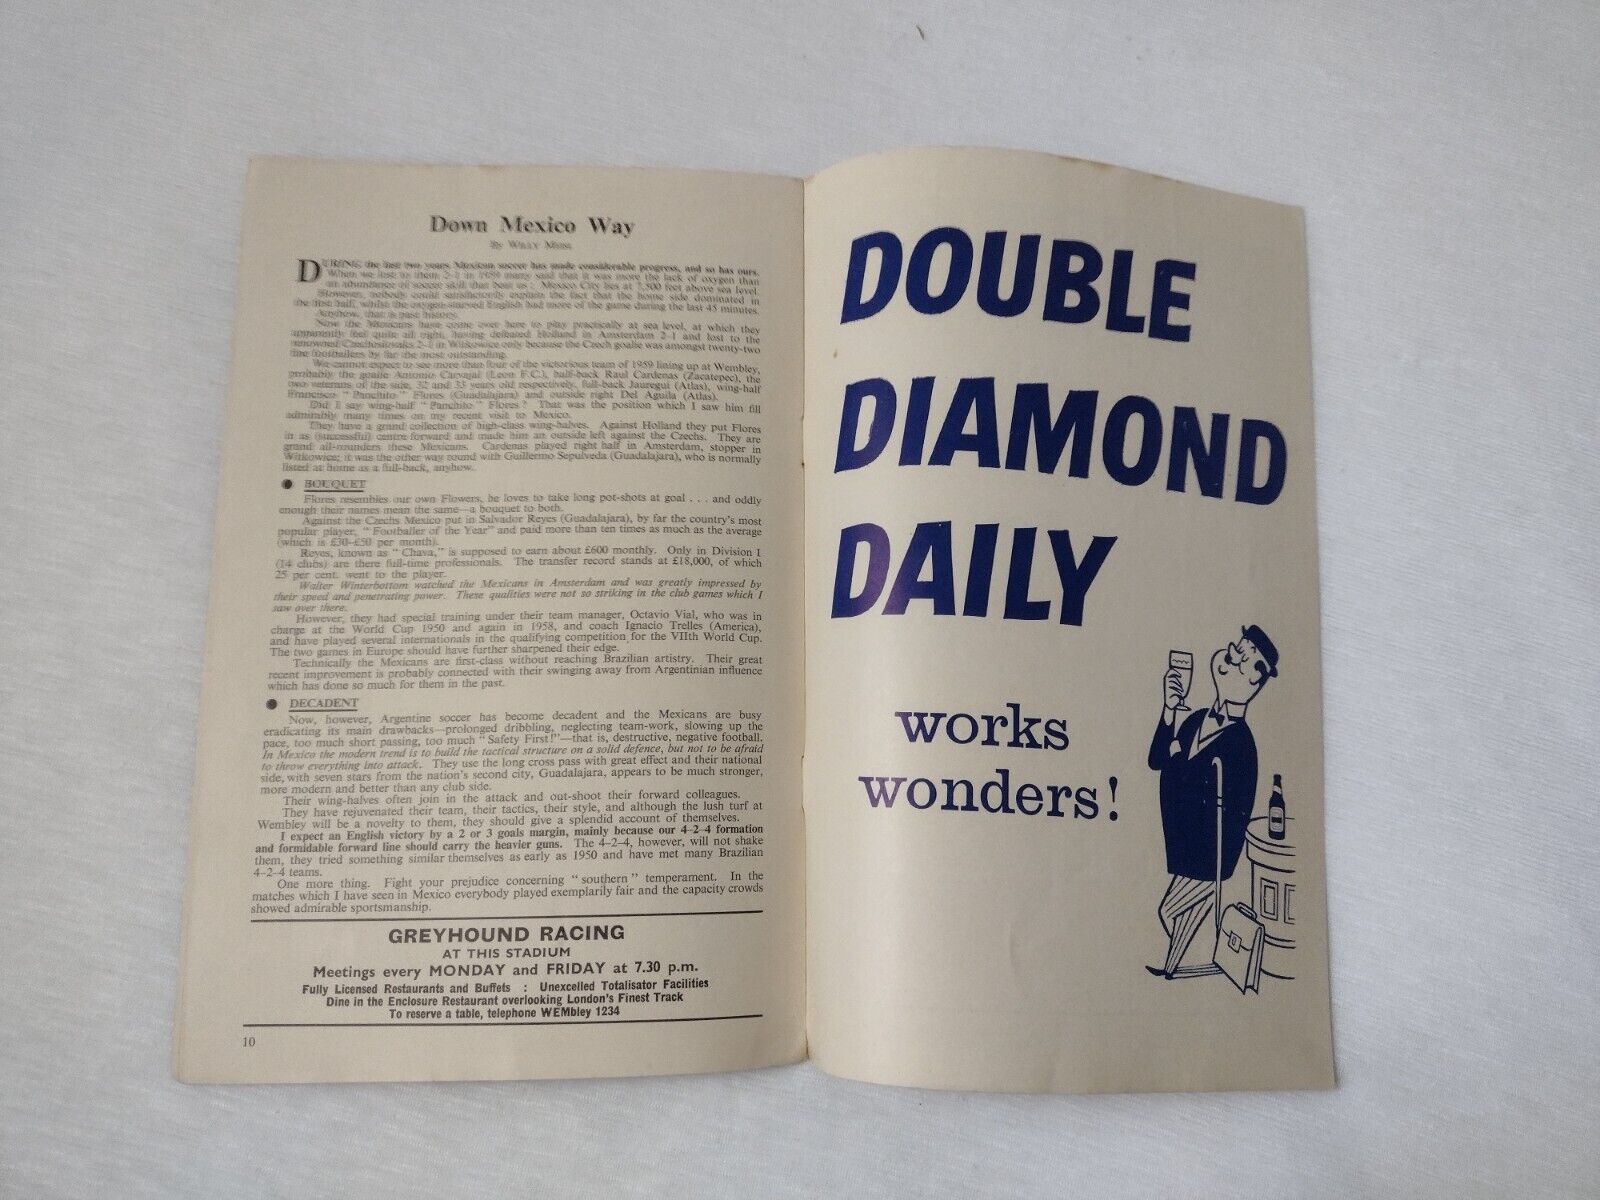 Down Mexico Way
By WILLY MEISL
DURING the last two years Mexican soccer has made considerable progress, and so has ours.
When we lost to them 2-1 in 1959 many said that it was more the lack of oxygen than
an abundance of soccer skill that beat us: Mexico City lies at 7,500 feet above sea level.
However, nobody could satisfactorily explain the fact that the home side dominated in
the first half, whilst the oxygen-starved English had more of the game during the last 45 minutes.
Anyhow, that is past history.
Now the Mexicans have come over here to play practically at sea level, at which they
apparently feel quite all right, having defeated Holland in Amsterdam 2-1 and lost to the
renowned Czechoslovaks 2-1 in Witkowice only because the Czech goalie was amongst twenty-two
fine footballers by far the most outstanding.
We cannot expect to see more than four of the victorious team of 1959 lining up at Wembley,
probably the goalie Antonio Carvajal (Leon F.C.), half-back Raul Cardenas (Zacatepec), the
two veterans of the side, 32 and 33 years old respectively, full-back Jauregui (Atlas), wing-half
Francisco "Panchito" Flores (Guadalajara) and outside right Del Aguila (Atlas).
Did I say wing-half "Panchito" Flores? That was the position which I saw him fill
admirably many times on my recent visit to Mexico.
They have a grand collection of high-class wing-halves. Against Holland they put Flores
in as (successful) centre-forward and made him an outside left against the Czechs. They are
grand all-rounders these Mexicans. Cardenas played right half in Amsterdam, stopper in
Witkowice; it was the other way round with Guillermo Sepulveda (Guadalajara), who is normally
listed at home as a full-back, anyhow.
● BOUQUET
Flores resembles our own Flowers, he loves to take long pot-shots at goal . . . and oddly
enough their names mean the same—a bouquet to both.
Against the Czechs Mexico put in Salvador Reyes (Guadalajara), by far the country's most
popular player, "Footballer of the Year" and paid more than ten times as much as the average
(which is £30-£50 per month).
Reyes, known as "Chava," is supposed to earn about £600 monthly. Only in Division I
(14 clubs) are there full-time professionals. The transfer record stands at £18,000, of which
25 per cent. went to the player.
Walter Winterbottom watched the Mexicans in Amsterdam and was greatly impressed by
their speed and penetrating power. These qualities were not so striking in the club games which I
saw over there.
However, they had special training under their team manager, Octavio Vial, who was in
charge at the World Cup 1950 and again in 1958, and coach Ignacio Trelles (America),
and have played several internationals in the qualifying competition for the VIIth World Cup.
The two games in Europe should have further sharpened their edge.
Technically the Mexicans are first-class without reaching Brazilian artistry. Their great
recent improvement is probably connected with their swinging away from Argentinian influence
which has done so much for them in the past.
● DECADENT
Now, however, Argentine soccer has become decadent and the Mexicans are busy
eradicating its main drawbacks—prolonged dribbling, neglecting team-work, slowing up the
pace, too much short passing, too much "Safety First!"—that is, destructive, negative football.
In Mexico the modern trend is to build the tactical structure on a solid defence, but not to be afraid
to throw everything into attack. They use the long cross pass with great effect and their national
side, with seven stars from the nation's second city, Guadalajara, appears to be much stronger,
more modern and better than any club side.
Their wing-halves often join in the attack and out-shoot their forward colleagues.
They have rejuvenated their team, their tactics, their style, and although the lush turf at
Wembley will be a novelty to them, they should give a splendid account of themselves.
I expect an English victory by a 2 or 3 goals margin, mainly because our 4-2-4 formation
and formidable forward line should carry the heavier guns. The 4-2-4, however, will not shake
them, they tried something similar themselves as early as 1950 and have met many Brazilian
4-2-4 teams.
One more thing. Fight your prejudice concerning "southern" temperament. In the
matches which I have seen in Mexico everybody played exemplarily fair and the capacity crowds
showed admirable sportsmanship.
GREYHOUND RACING
AT THIS STADIUM
Meetings every MONDAY and FRIDAY at 7.30 p.m.
Fully Licensed Restaurants and Buffets : Unexcelled Totalisator Facilities
Dine in the Enclosure Restaurant overlooking London's Finest Track
To reserve a table, telephone WEMbley 1234
10
DOUBLE
DIAMOND
DAILY
works
wonders!